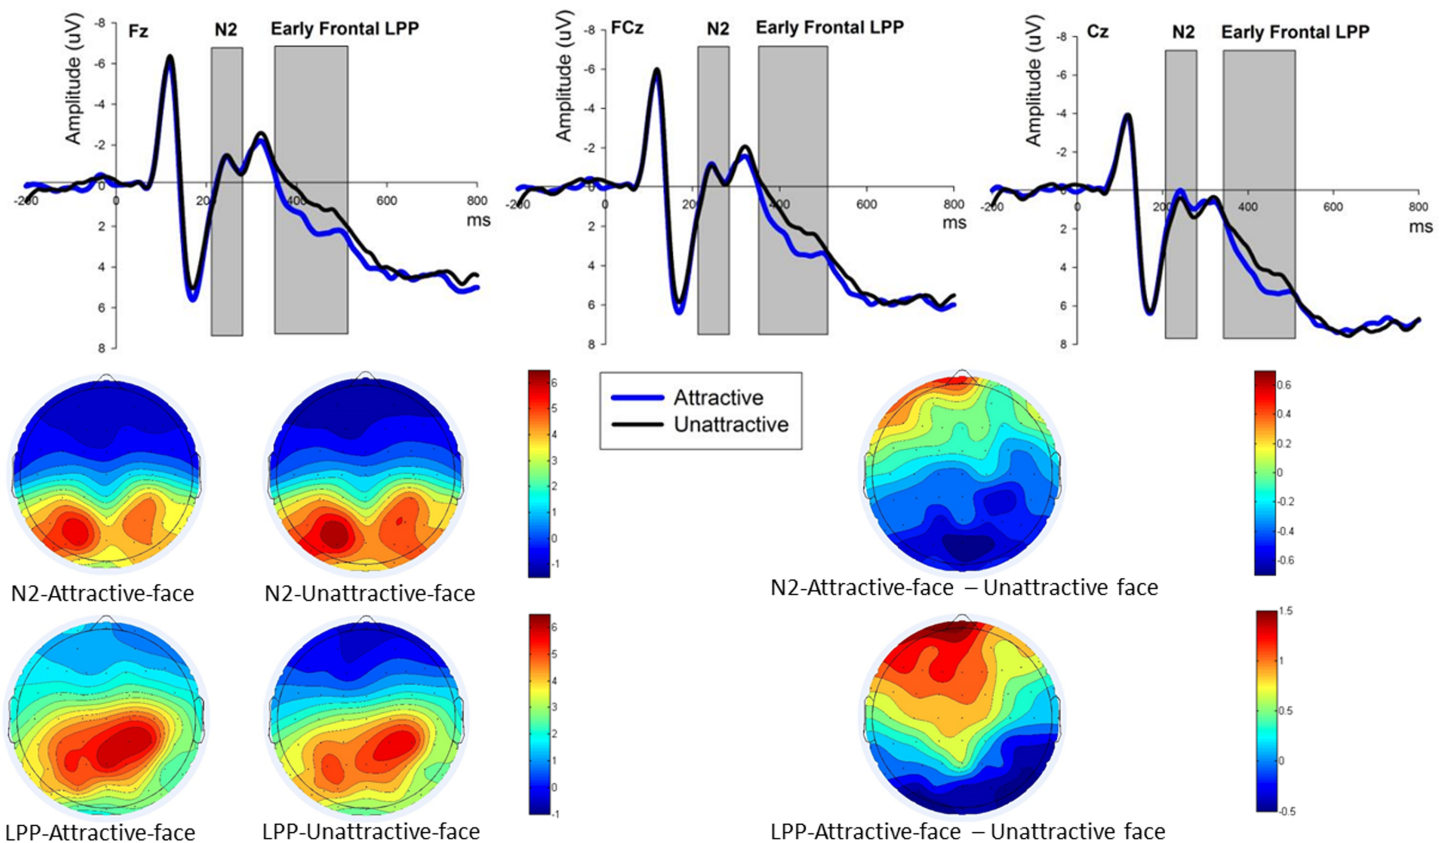 Fz N2 Early Frontal LPP
Amplitude (uV)
-8
-6
-4
-2
0
2
4
6
8
-200 0 200 400 600 800
ms
FCz N2 Early Frontal LPP
Amplitude (uV)
-8
-6
-4
-2
0
2
4
6
8
-200 0 200 400 600 800
ms
Cz N2 Early Frontal LPP
Amplitude (uV)
-8
-6
-4
-2
0
2
4
6
8
-200 0 200 400 600 800
ms
6
5
4
3
2
1
0
-1
Attractive
Unattractive
0.6
0.4
0.2
0
-0.2
-0.4
-0.6
N2-Attractive-face
N2-Unattractive-face
N2-Attractive-face – Unattractive face
6
5
4
3
2
1
0
-1
1.5
1
0.5
0
-0.5
LPP-Attractive-face
LPP-Unattractive-face
LPP-Attractive-face – Unattractive face